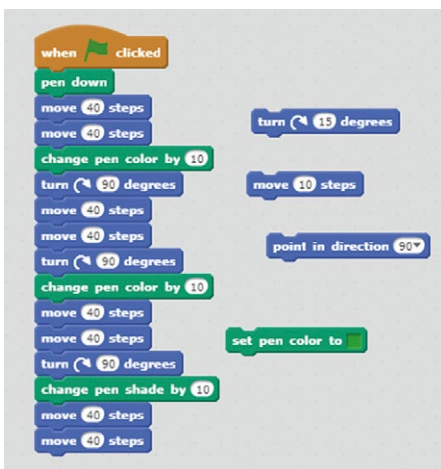 when clicked
pen down
move 40 steps
move 40 steps
change pen color by 10
turn 90 degrees
move 40 steps
move 40 steps
turn 90 degrees
change pen color by 10
move 40 steps
move 40 steps
turn 90 degrees
change pen shade by 10
move 40 steps
move 40 steps
turn 15 degrees
move 10 steps
point in direction 90
set pen color to